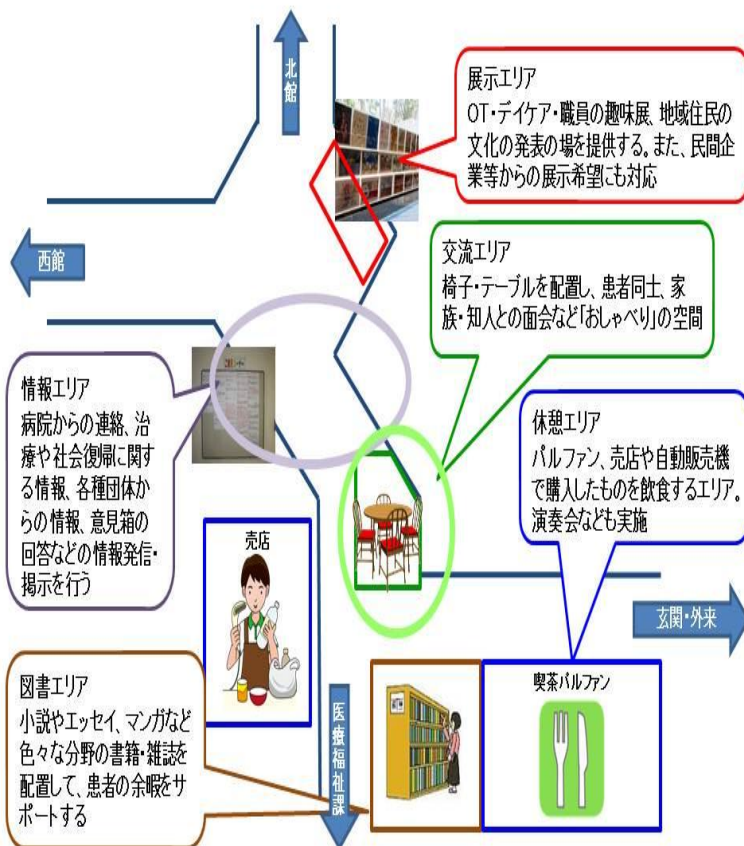 北館
展示エリア
OT・デイケア・職員の趣味展、地域住民の
文化の発表の場を提供する。また、民間企
業等からの展示希望にも対応
西館
交流エリア
椅子・テーブルを配置し、患者同士、家
族・知人との面会など「おしゃべり」の空間
情報エリア
病院からの連絡、治
療や社会復帰に関す
る情報、各種団体か
らの情報、意見箱の
回答などの情報発信・
掲示を行う
休憩エリア
パルファン、売店や自動販売機
で購入したものを飲食するエリア。
演奏会なども実施
売店
玄関・外来
図書エリア
小説やエッセイ、マンガなど
色々な分野の書籍・雑誌を
配置して、患者の余暇をサ
ポートする
医療福祉課
喫茶パルファン